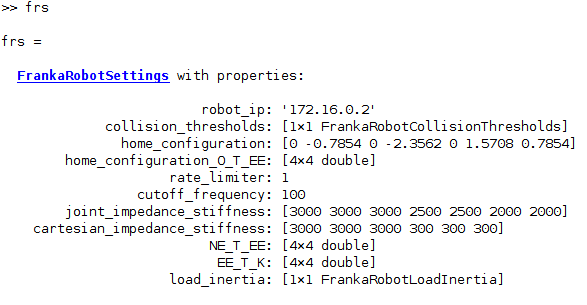 >> frs
frs =
FrankaRobotSettings with properties:
robot_ip: '172.16.0.2'
collision_thresholds: [1×1 FrankaRobotCollisionThresholds]
home_configuration: [0 -0.7854 0 -2.3562 0 1.5708 0.7854]
home_configuration_O_T_EE: [4×4 double]
rate_limiter: 1
cutoff_frequency: 100
joint_impedance_stiffness: [3000 3000 3000 2500 2500 2000 2000]
cartesian_impedance_stiffness: [3000 3000 3000 300 300 300]
NE_T_EE: [4×4 double]
EE_T_K: [4×4 double]
load_inertia: [1×1 FrankaRobotLoadInertia]